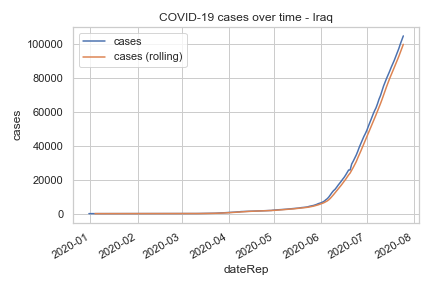 COVID-19 cases over time - Iraq
cases
cases (rolling)
100000
80000
60000
40000
20000
0
cases
2020-01
2020-02
2020-03
2020-04
2020-05
2020-06
2020-07
2020-08
dateRep